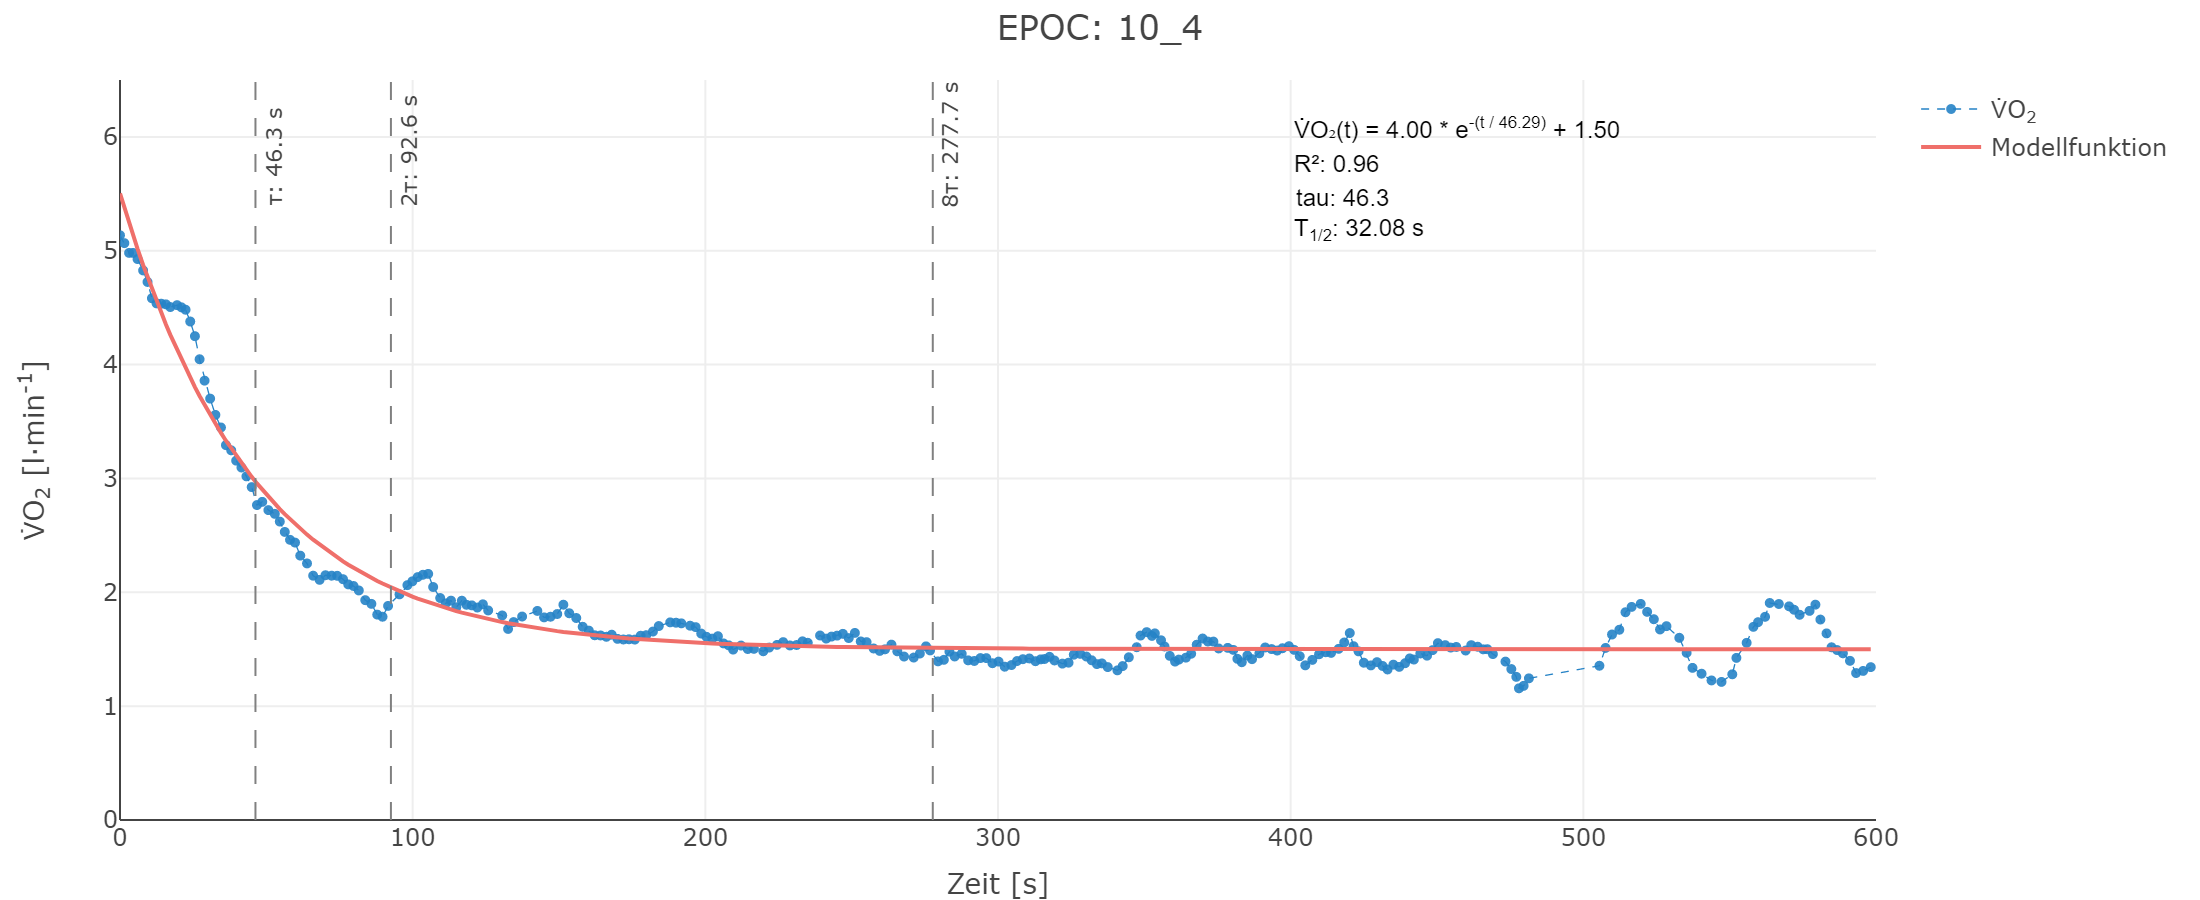 EPOC: 10_4
τ: 46.3 s
2τ: 92.6 s
8τ: 277.7 s
V̇O₂(t) = 4.00 * e^-(t / 46.29) + 1.50
R²: 0.96
tau: 46.3
T₁/₂: 32.08 s
V̇O₂
Modellfunktion
V̇O₂ [l·min⁻¹]
6
5
4
3
2
1
0
0 100 200 300 400 500 600
Zeit [s]